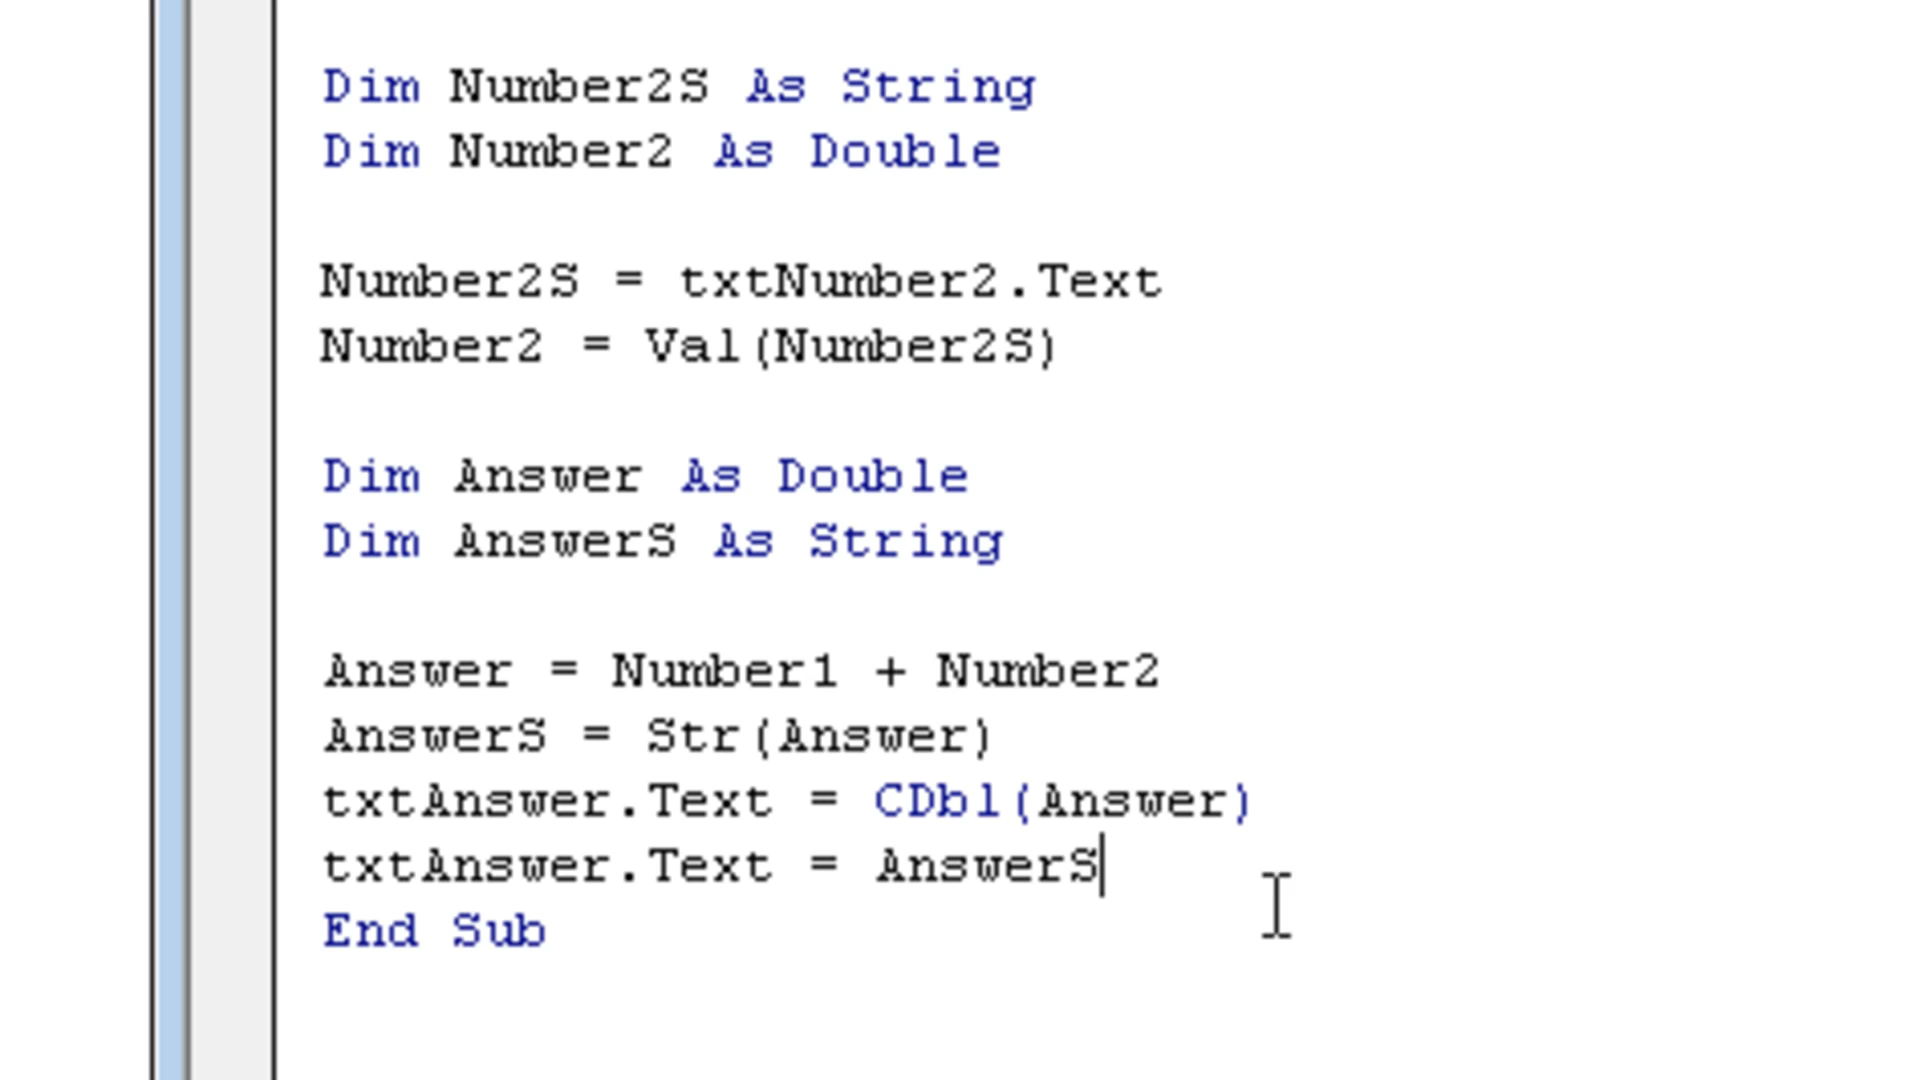 Dim Number2S As String
Dim Number2 As Double
Number2S = txtNumber2.Text
Number2 = Val(Number2S)
Dim Answer As Double
Dim AnswerS As String
Answer = Number1 + Number2
AnswerS = Str(Answer)
txtAnswer.Text = CDbl(Answer)
txtAnswer.Text = AnswerS
End Sub